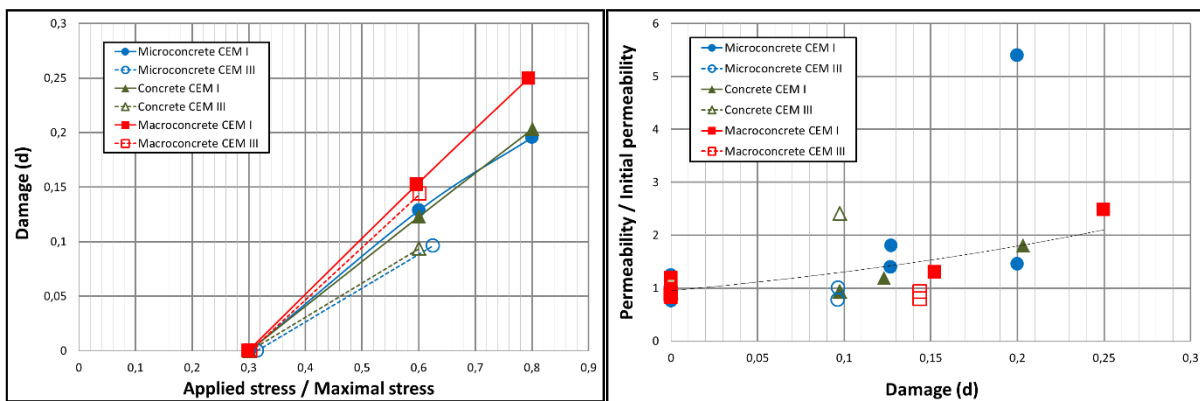 0,3
0,25
0,2
0,15
0,1
0,05
0
Damage (d)
Microconcrete CEM I
Microconcrete CEM III
Concrete CEM I
Concrete CEM III
Macroconcrete CEM I
Macroconcrete CEM III
0 0,1 0,2 0,3 0,4 0,5 0,6 0,7 0,8 0,9
Applied stress / Maximal stress
6
5
4
3
2
1
0
Permeability / Initial permeability
Microconcrete CEM I
Microconcrete CEM III
Concrete CEM I
Concrete CEM III
Macroconcrete CEM I
Macroconcrete CEM III
0 0,05 0,1 0,15 0,2 0,25 0,3
Damage (d)